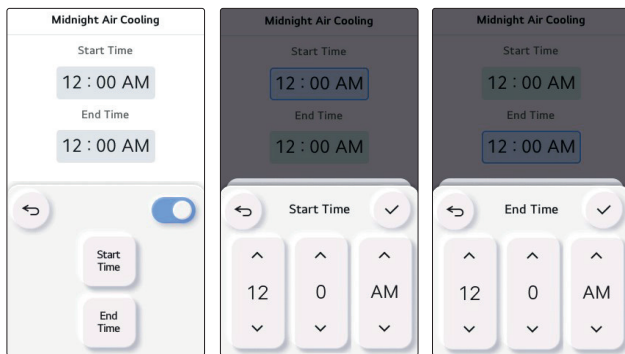 Midnight Air Cooling
Start Time
12 : 00 AM
End Time
12 : 00 AM
Start
Time
End
Time
Midnight Air Cooling
Start Time
12 : 00 AM
End Time
12 : 00 AM
Start Time
12 0 AM
Midnight Air Cooling
Start Time
12 : 00 AM
End Time
12 : 00 AM
End Time
12 0 AM